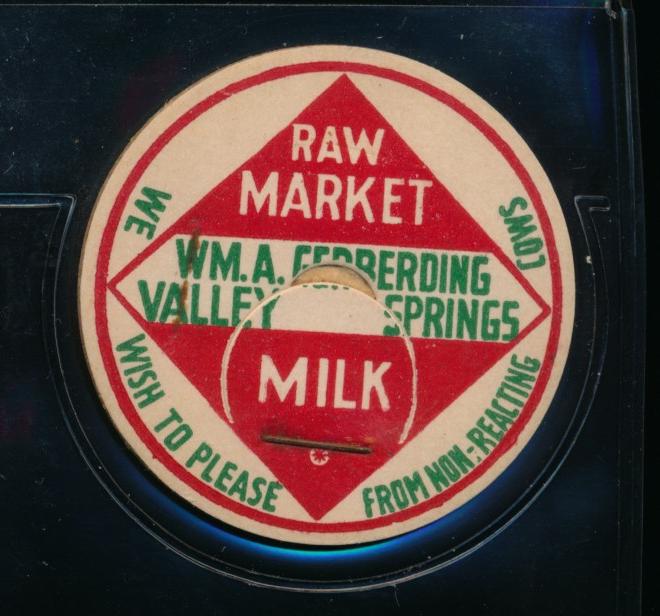 RAW
MARKET
WM. A. GERBERDING
VALLEY SPRINGS
MILK
WE
WISH TO PLEASE
FROM NON-REACTING
COWS